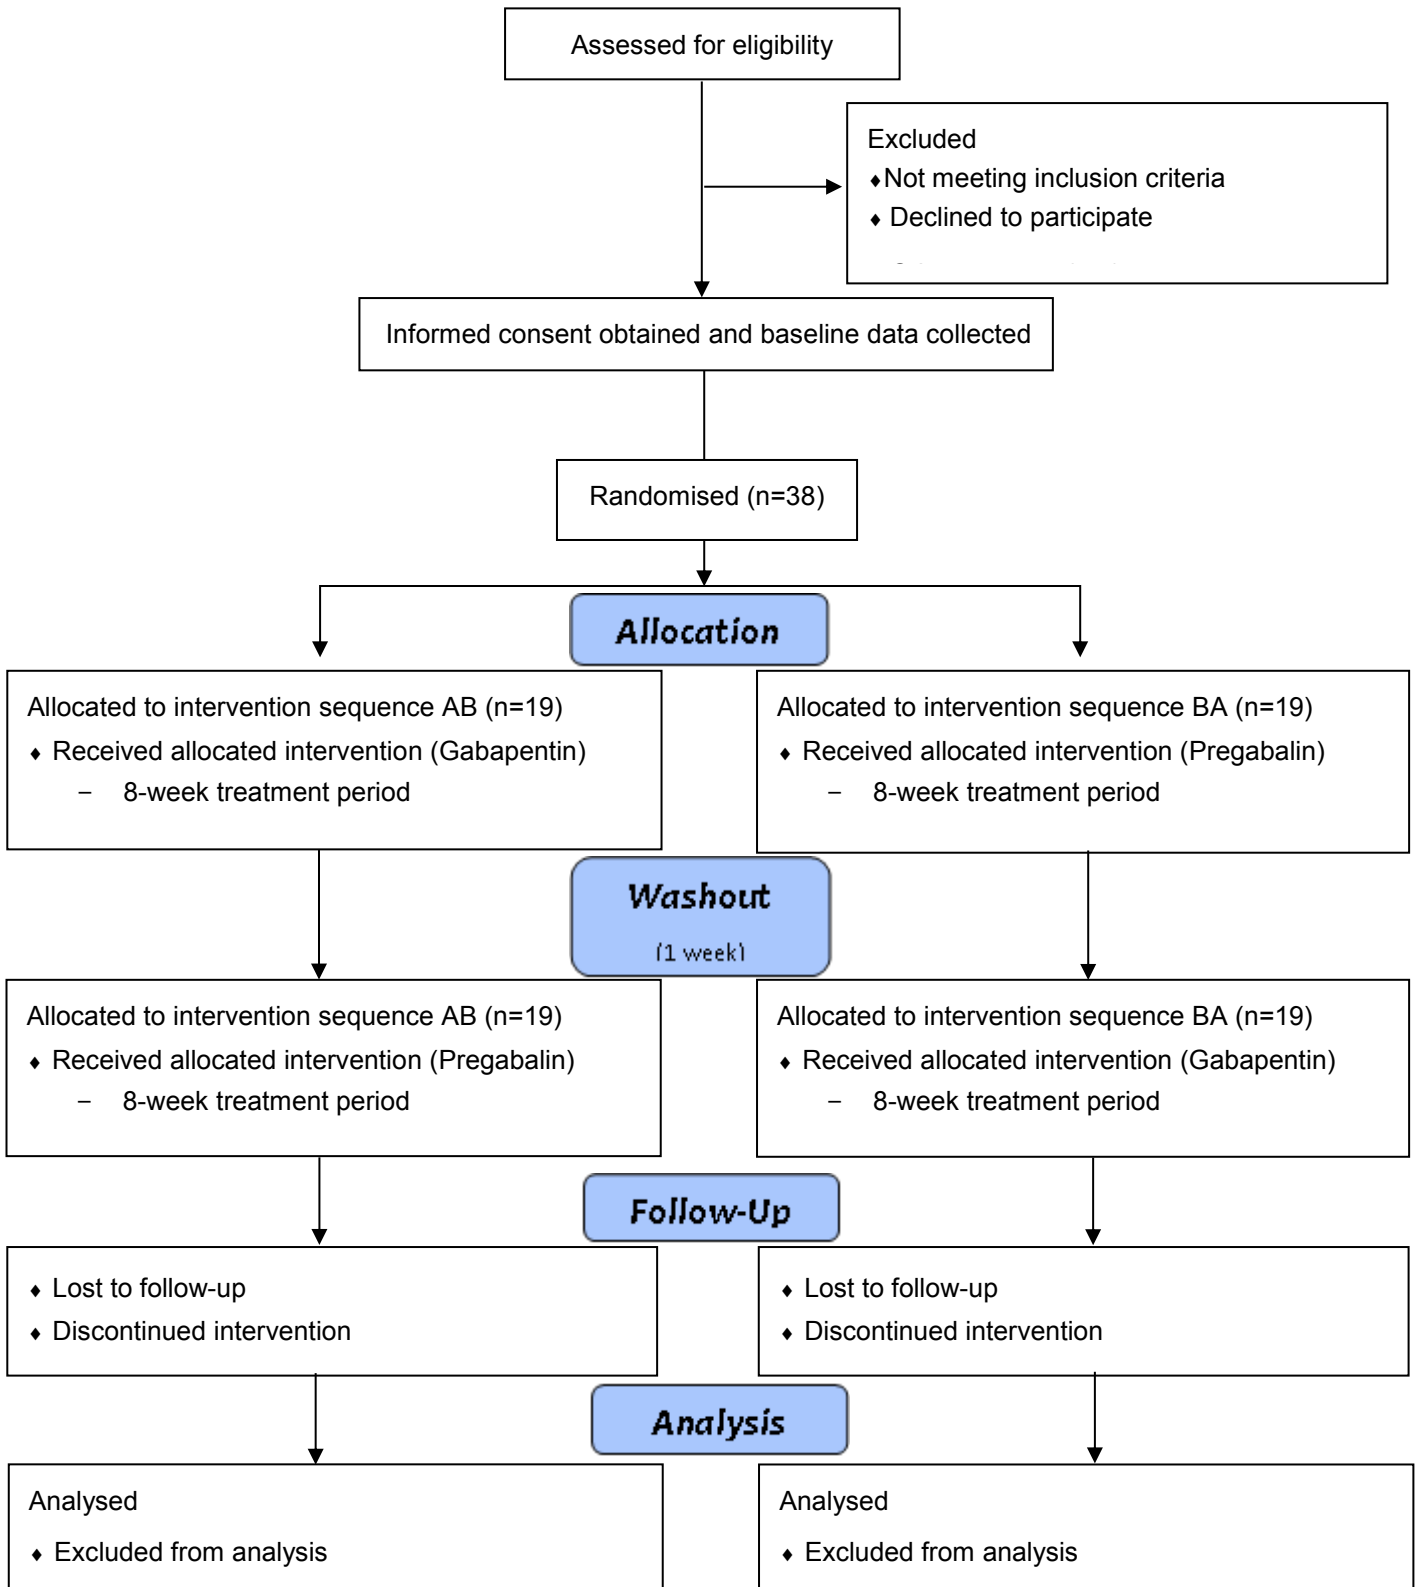 Assessed for eligibility
Excluded
♦Not meeting inclusion criteria
♦ Declined to participate
Informed consent obtained and baseline data collected
Randomised (n=38)
Allocation
Allocated to intervention sequence AB (n=19)
♦ Received allocated intervention (Gabapentin)
– 8-week treatment period
Allocated to intervention sequence BA (n=19)
♦ Received allocated intervention (Pregabalin)
– 8-week treatment period
Washout
(1 week)
Allocated to intervention sequence AB (n=19)
♦ Received allocated intervention (Pregabalin)
– 8-week treatment period
Allocated to intervention sequence BA (n=19)
♦ Received allocated intervention (Gabapentin)
– 8-week treatment period
Follow-Up
♦ Lost to follow-up
♦ Discontinued intervention
♦ Lost to follow-up
♦ Discontinued intervention
Analysis
Analysed
♦ Excluded from analysis
Analysed
♦ Excluded from analysis